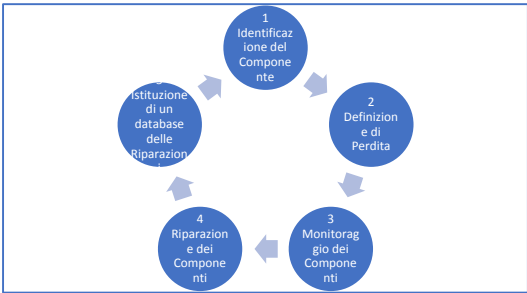 1
Identificaz
ione del
Compone
nte
2
Definizion
e di
Perdita
3
Monitorag
gio dei
Compone
nti
4
Riparazion
e dei
Compone
nti
Istituzione
di un
database
delle
Riparazion